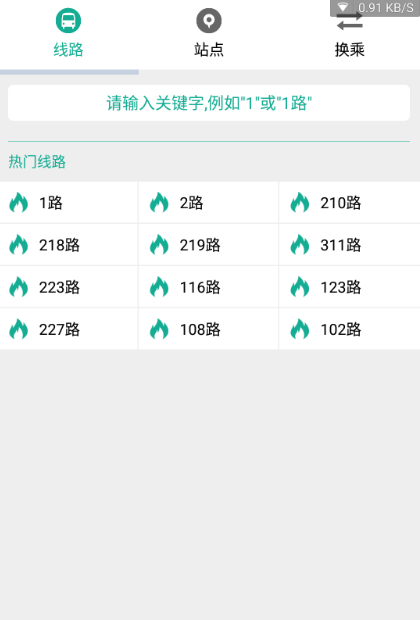 0.91 KB/S
线路 站点 换乘
请输入关键字,例如"1"或"1路"
热门线路
1路 2路 210路
218路 219路 311路
223路 116路 123路
227路 108路 102路